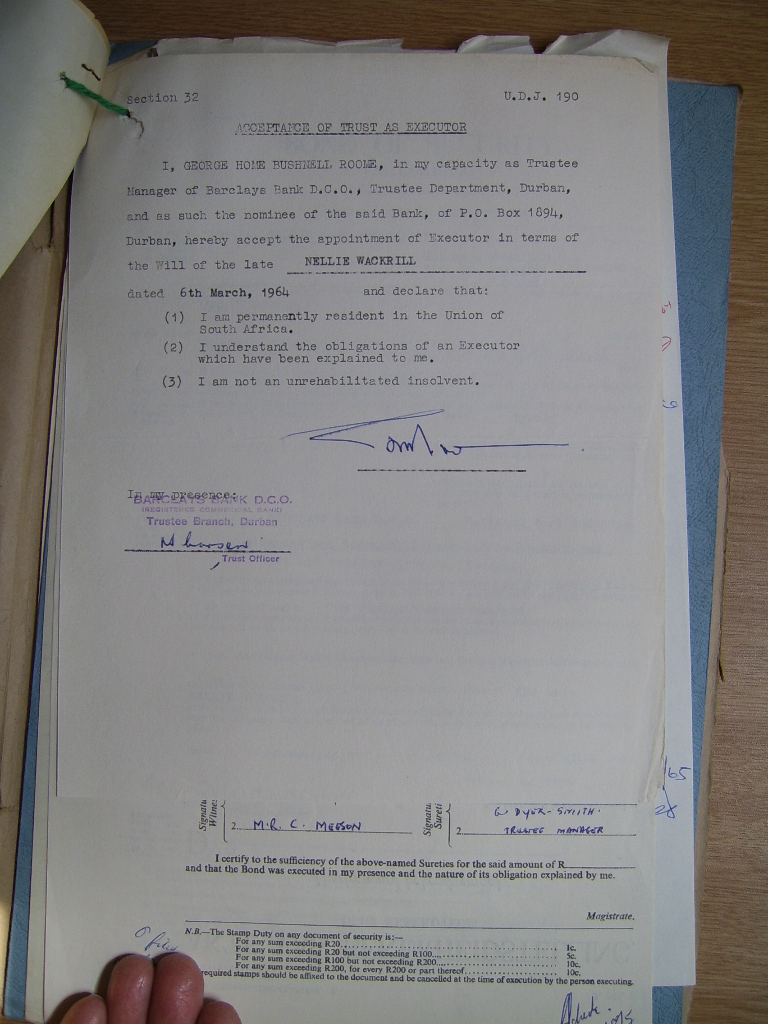 Section 32 U.D.J. 190
ACCEPTANCE OF TRUST AS EXECUTOR
I, GEORGE HOME BUSHNELL ROOME, in my capacity as Trustee
Manager of Barclays Bank D.C.O., Trustee Department, Durban,
and as such the nominee of the said Bank, of P.O. Box 1894,
Durban, hereby accept the appointment of Executor in terms of
the Will of the late NELLIE WACKRILL
dated 6th March, 1964 and declare that:
(1) I am permanently resident in the Union of
South Africa.
(2) I understand the obligations of an Executor
which have been explained to me.
(3) I am not an unrehabilitated insolvent.
In my presence:
BARCLAYS BANK D.C.O.
(REGISTERED COMMERCIAL BANK)
Trustee Branch, Durban
Trust Officer
Signatu
Witne:
2. M.R. C. MEESON
Signatu.
Sureti
G DYER-SMITH.
2. TRUSTEE MANAGER
I certify to the sufficiency of the above-named Sureties for the said amount of R
and that the Bond was executed in my presence and the nature of its obligation explained by me.
Magistrate.
N.B.—The Stamp Duty on any document of security is:—
For any sum exceeding R20 1c.
For any sum exceeding R20 but not exceeding R100 5c.
For any sum exceeding R100 but not exceeding R200 10c.
For any sum exceeding R200, for every R200 or part thereof 10c.
required stamps should be affixed to the document and be cancelled at the time of execution by the person executing.
/65
28